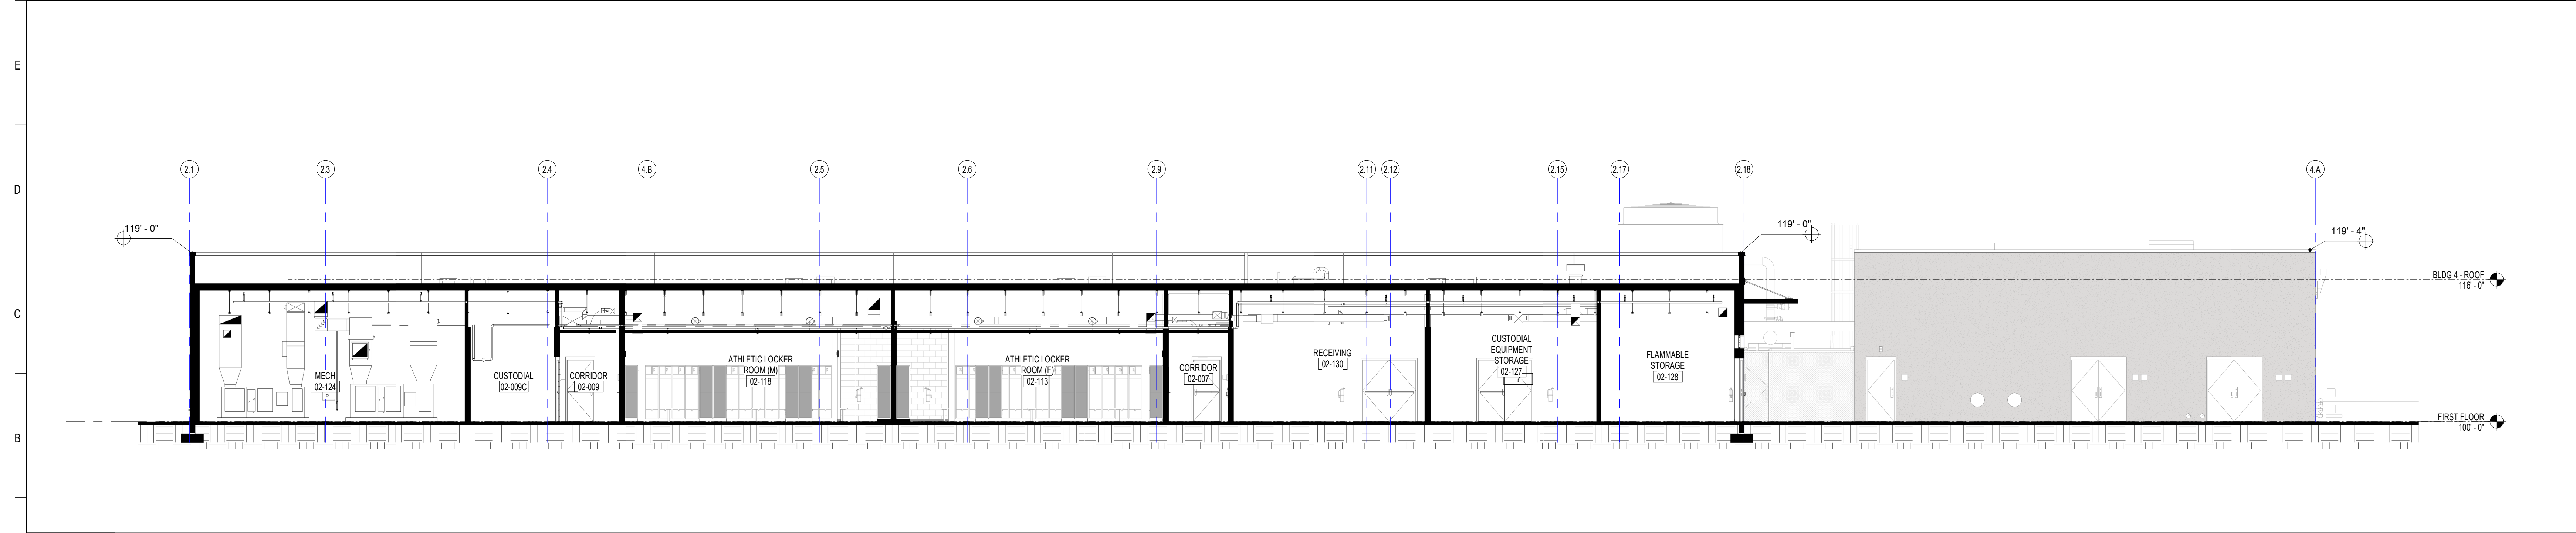 E
D
C
B
2.1
2.3
2.4
4.B
2.5
2.6
2.9
2.11
2.12
2.15
2.17
2.18
4.A
119' - 0"
119' - 0"
119' - 4"
BLDG 4 - ROOF
116' - 0"
MECH
02-124
CUSTODIAL
02-009C
CORRIDOR
02-009
ATHLETIC LOCKER
ROOM (M)
02-118
ATHLETIC LOCKER
ROOM (F)
02-113
CORRIDOR
02-007
RECEIVING
02-130
CUSTODIAL
EQUIPMENT
STORAGE
02-127
FLAMMABLE
STORAGE
02-128
FIRST FLOOR
100' - 0"